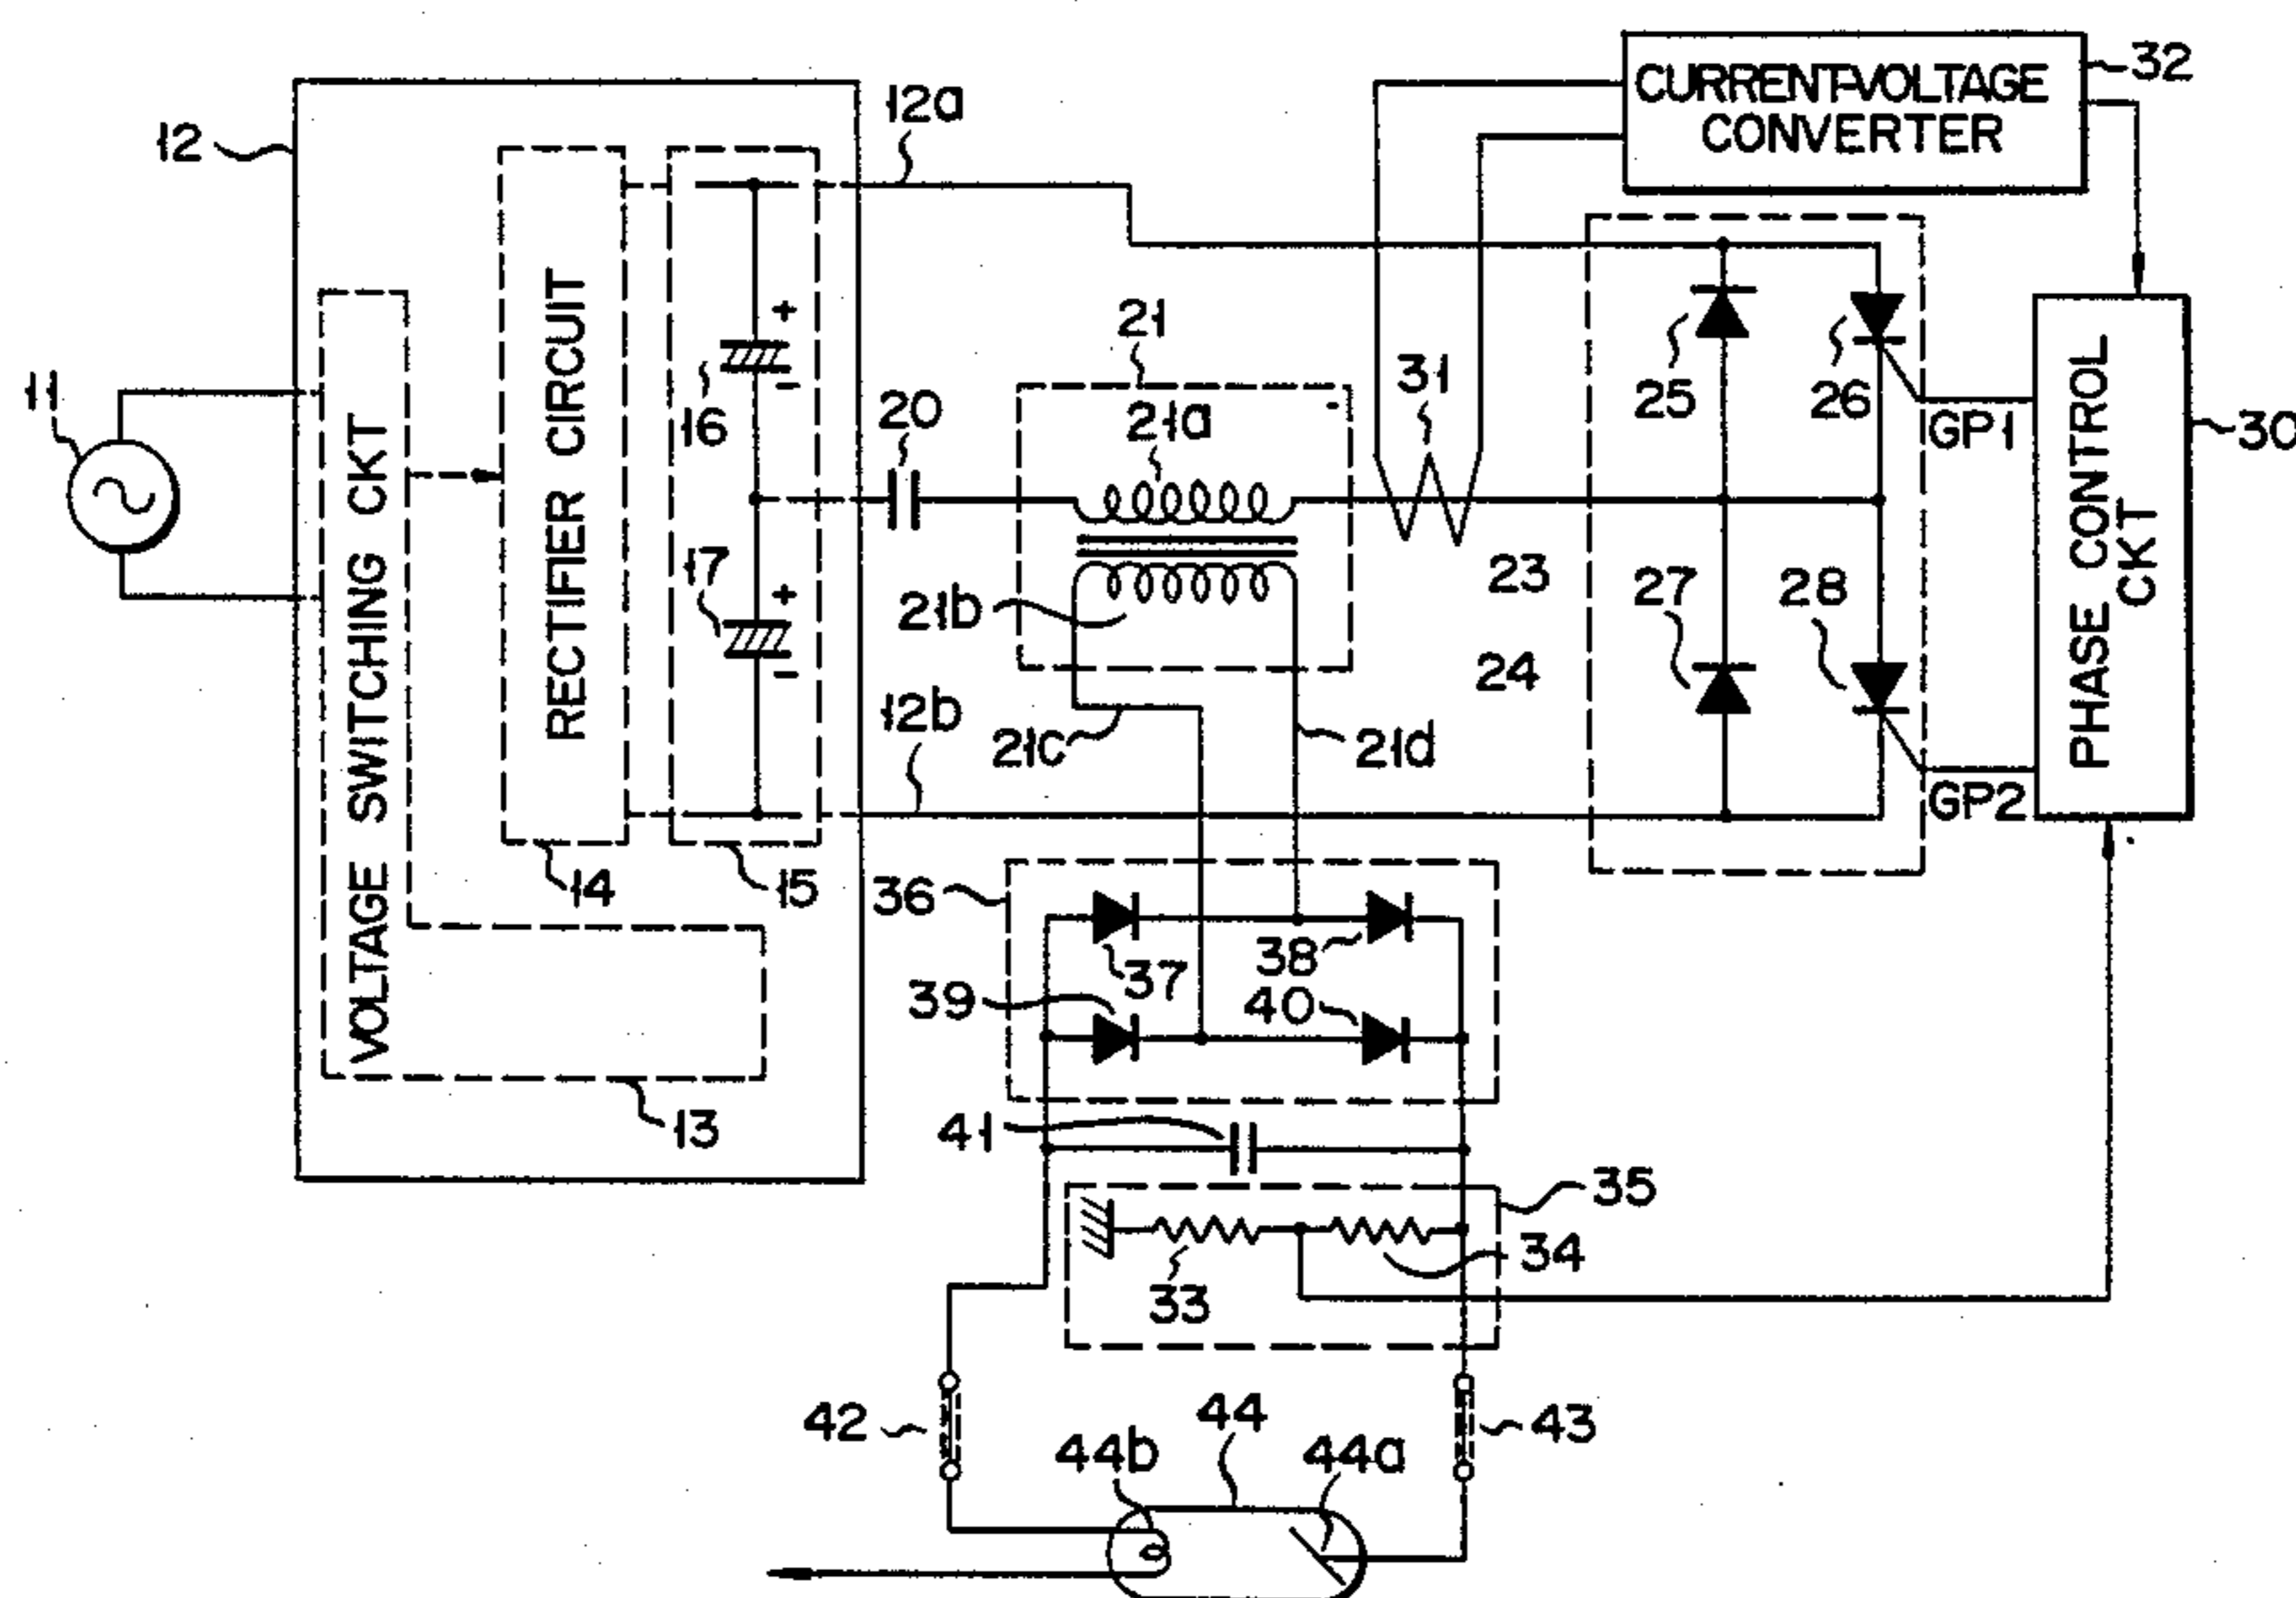 32
CURRENT-VOLTAGE
CONVERTER
12a
12
21
11
VOLTAGE SWITCHING CKT
RECTIFIER CIRCUIT
+
16
-
20
21a
31
25
26
GP1
PHASE CONTROL
CKT
30
17
+
-
21b
23
24
27
28
12b
21c
21d
GP2
14
15
36
37
38
39
40
13
41
35
33
34
42
44
44b
44a
43